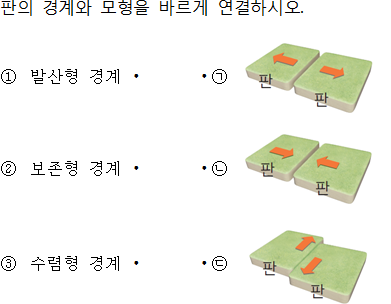 판의 경계와 모형을 바르게 연결하시오.
① 발산형 경계 • • ㉠ 판 판
② 보존형 경계 • • ㉡ 판 판
③ 수렴형 경계 • • ㉢ 판 판